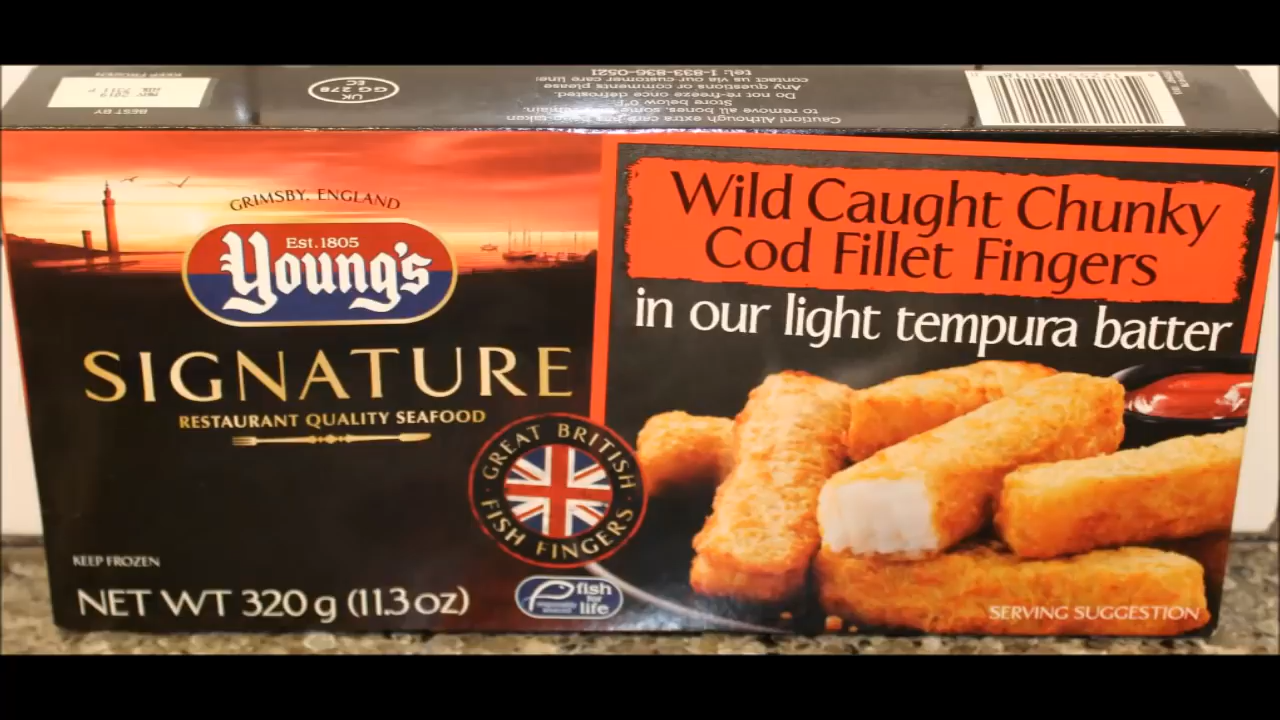 KEEP FROZEN
BEST BY
NOV 2019
UK
GG 278
EC
Caution! Although extra care has been taken
to remove all bones, some may remain.
Store below 0°F
Do not re-freeze once defrosted.
Any questions or comments please
contact us via our customer care line:
tel: 1-833-836-0521
GRIMSBY, ENGLAND
Est.1805
Young's
SIGNATURE
RESTAURANT QUALITY SEAFOOD
GREAT BRITISH
FISH FINGERS
KEEP FROZEN
NET WT 320 g (11.3 oz)
fish
for
life
Wild Caught Chunky
Cod Fillet Fingers
in our light tempura batter
SERVING SUGGESTION